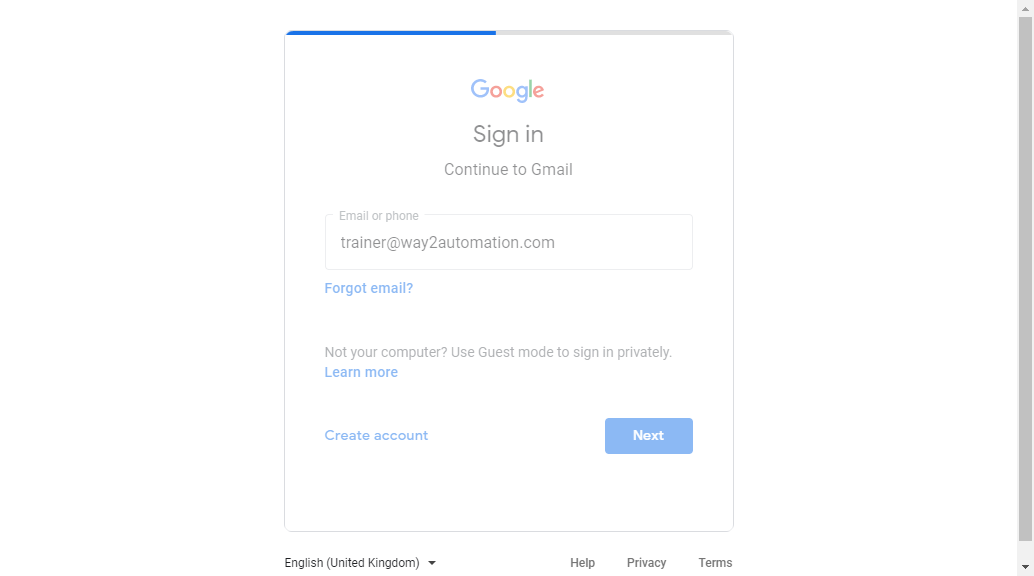 Google
Sign in
Continue to Gmail
Email or phone
trainer@way2automation.com
Forgot email?
Not your computer? Use Guest mode to sign in privately.
Learn more
Create account
Next
English (United Kingdom)
Help
Privacy
Terms